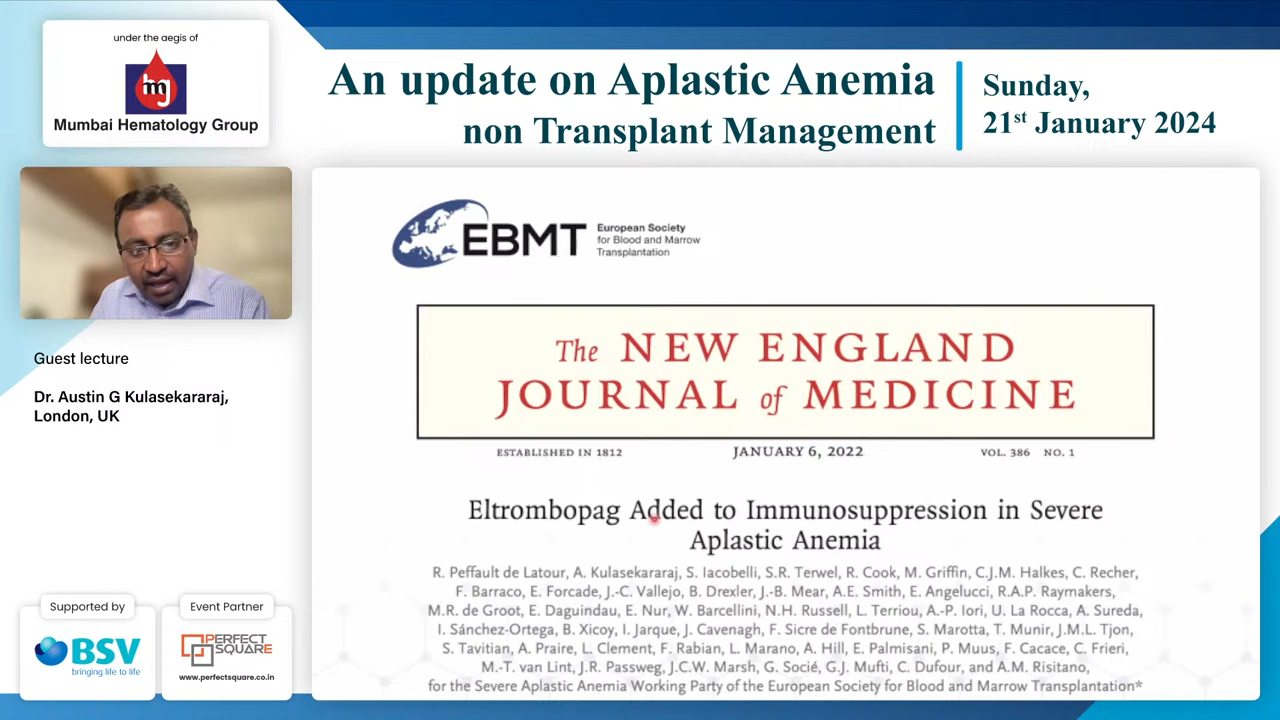 under the aegis of
hg
Mumbai Hematology Group
An update on Aplastic Anemia
non Transplant Management
Sunday,
21st January 2024
Guest lecture
Dr. Austin G Kulasekararaj,
London, UK
EBMT
European Society
for Blood and Marrow
Transplantation
The NEW ENGLAND
JOURNAL of MEDICINE
ESTABLISHED IN 1812 JANUARY 6, 2022 VOL. 386 NO. 1
Eltrombopag Added to Immunosuppression in Severe
Aplastic Anemia
R. Peffault de Latour, A. Kulasekararaj, S. Iacobelli, S.R. Terwel, R. Cook, M. Griffin, C.J.M. Halkes, C. Recher,
F. Barraco, E. Forcade, J.-C. Vallejo, B. Drexler, J.-B. Mear, A.E. Smith, E. Angelucci, R.A.P. Raymakers,
M.R. de Groot, E. Daguindau, E. Nur, W. Barcellini, N.H. Russell, L. Terriou, A.-P. Iori, U. La Rocca, A. Sureda,
I. Sánchez-Ortega, B. Xicoy, I. Jarque, J. Cavenagh, F. Sicre de Fontbrune, S. Marotta, T. Munir, J.M.L. Tjon,
S. Tavitian, A. Praire, L. Clement, F. Rabian, L. Marano, A. Hill, E. Palmisani, P. Muus, F. Cacace, C. Frieri,
M.-T. van Lint, J.R. Passweg, J.C.W. Marsh, G. Socié, G.J. Mufti, C. Dufour, and A.M. Risitano,
for the Severe Aplastic Anemia Working Party of the European Society for Blood and Marrow Transplantation*
Supported by
BSV
bringing life to life
Event Partner
PERFECT
SQUARE
www.perfectsquare.co.in